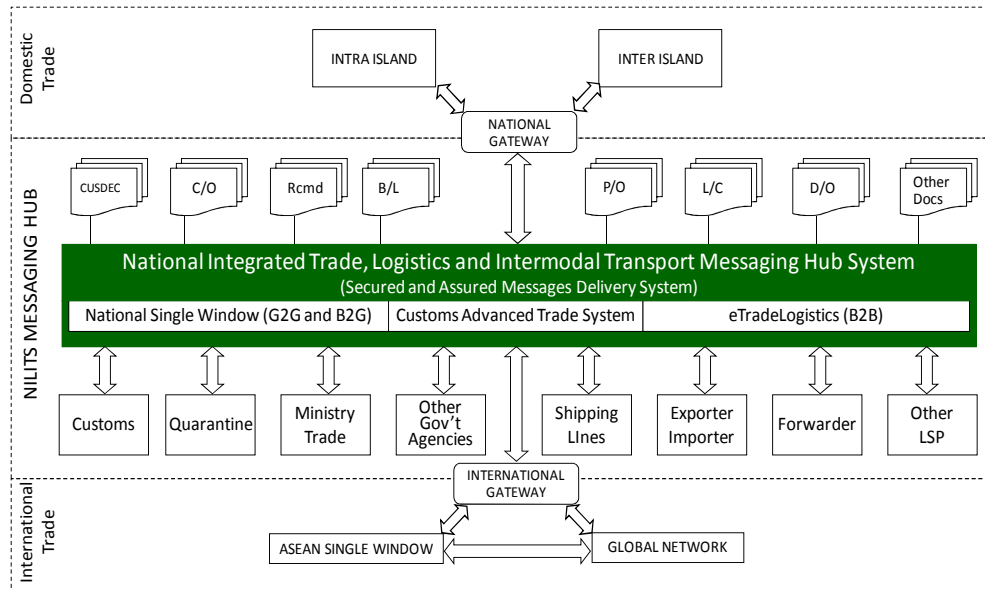 Domestic
Trade
INTRA ISLAND
INTER ISLAND
NATIONAL
GATEWAY
NILITS MESSAGING HUB
CUSDEC
C/O
Rcmd
B/L
P/O
L/C
D/O
Other
Docs
National Integrated Trade, Logistics and Intermodal Transport Messaging Hub System
(Secured and Assured Messages Delivery System)
National Single Window (G2G and B2G)
Customs Advanced Trade System
eTradeLogistics (B2B)
Customs
Quarantine
Ministry
Trade
Other
Gov't
Agencies
Shipping
LInes
Exporter
Importer
Forwarder
Other
LSP
International
Trade
INTERNATIONAL
GATEWAY
ASEAN SINGLE WINDOW
GLOBAL NETWORK